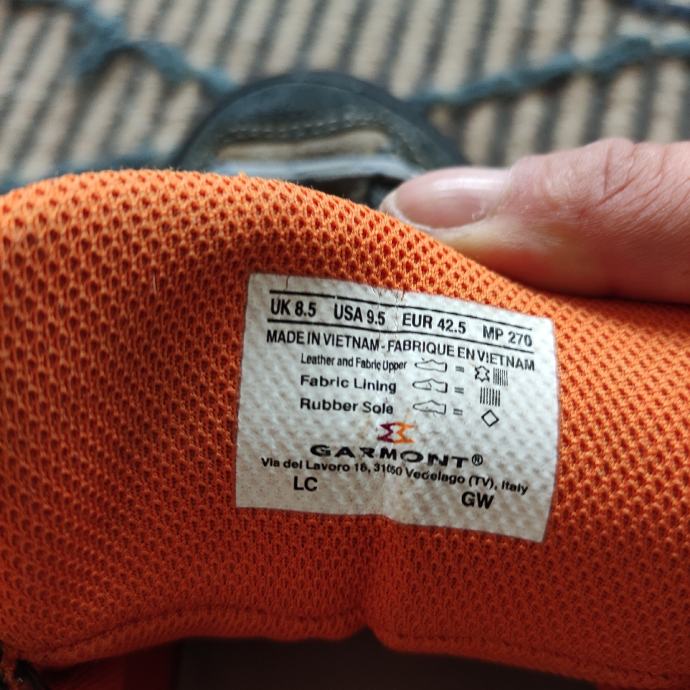 UK 8.5 USA 9.5 EUR 42.5 MP 270
MADE IN VIETNAM - FABRIQUE EN VIETNAM
Leather and Fabric Upper =
Fabric Lining =
Rubber Sole =
GARMONT®
Via del Lavoro 18, 31050 Vedelago (TV), Italy
LC GW